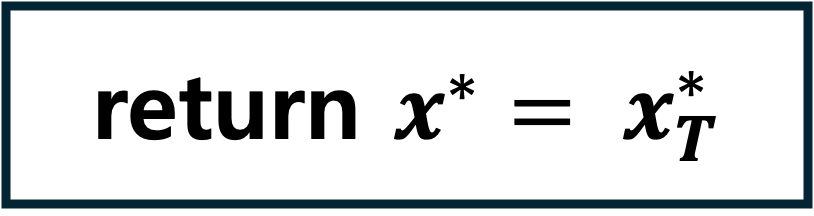 return x* = x*_T